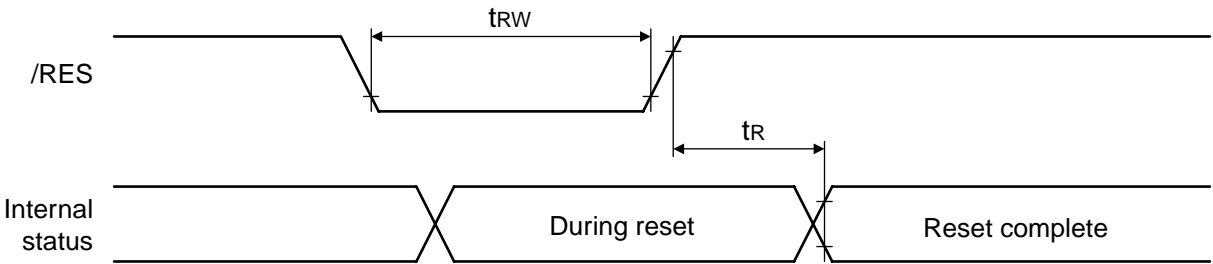 tRW
/RES
tR
Internal
status
During reset
Reset complete